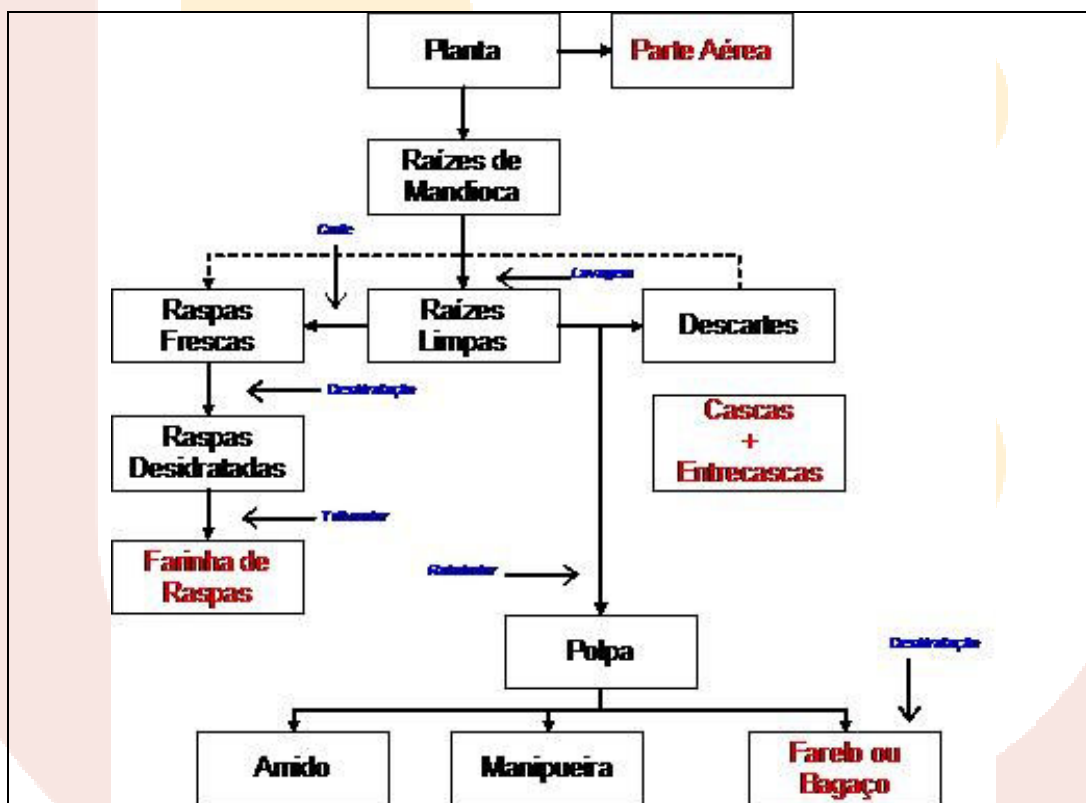 Planta
Parte Aérea
Raízes de
Mandioca
Corte
Lavagem
Raspas
Frescas
Raízes
Limpas
Descartes
Desidratação
Cascas
+
Entrecascas
Raspas
Desidratadas
Farinha de
Raspas
Polpa
Desidratação
Amido
Manipueira
Farelo ou
Bagaço